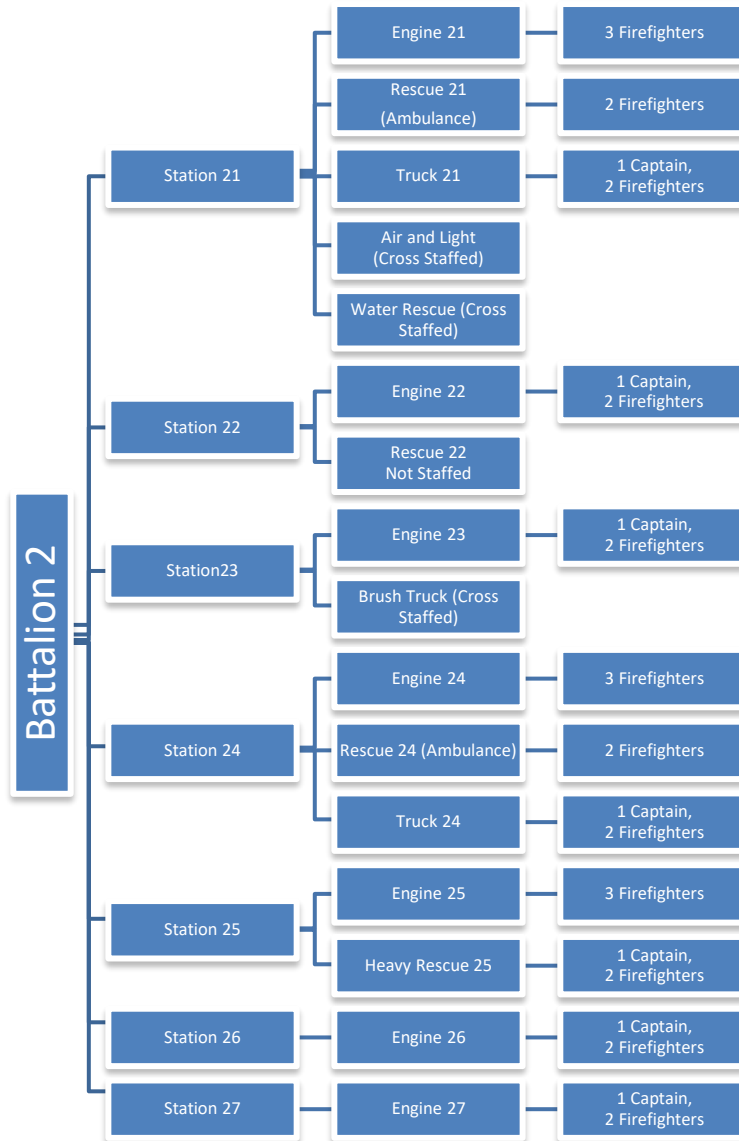 Battalion 2
Station 21
Engine 21
3 Firefighters
Rescue 21
(Ambulance)
2 Firefighters
Truck 21
1 Captain,
2 Firefighters
Air and Light
(Cross Staffed)
Water Rescue (Cross
Staffed)
Station 22
Engine 22
1 Captain,
2 Firefighters
Rescue 22
Not Staffed
Station23
Engine 23
1 Captain,
2 Firefighters
Brush Truck (Cross
Staffed)
Station 24
Engine 24
3 Firefighters
Rescue 24 (Ambulance)
2 Firefighters
Truck 24
1 Captain,
2 Firefighters
Station 25
Engine 25
3 Firefighters
Heavy Rescue 25
1 Captain,
2 Firefighters
Station 26
Engine 26
1 Captain,
2 Firefighters
Station 27
Engine 27
1 Captain,
2 Firefighters